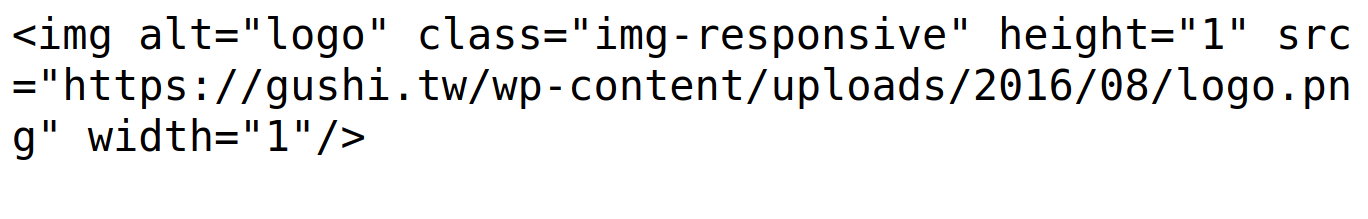 <img alt="logo" class="img-responsive" height="1" src
="https://gushi.tw/wp-content/uploads/2016/08/logo.pn
g" width="1"/>